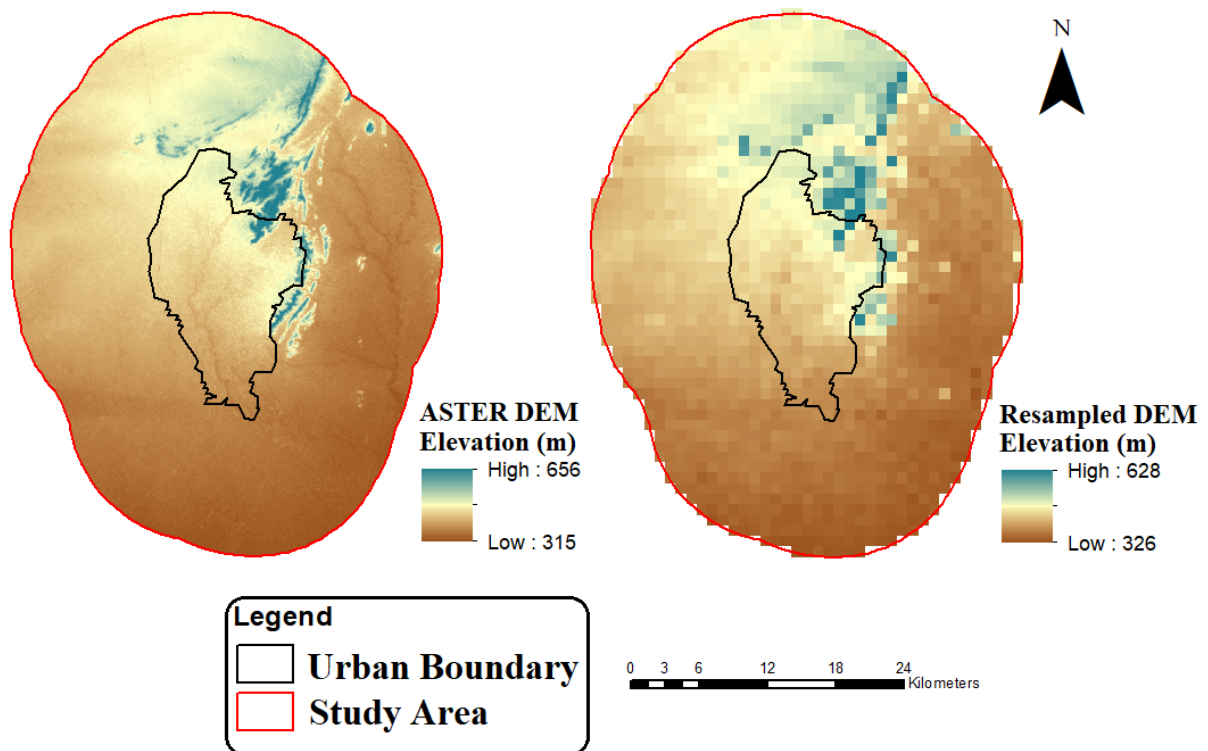 N
ASTER DEM
Elevation (m)
High : 656
Low : 315
Resampled DEM
Elevation (m)
High : 628
Low : 326
Legend
Urban Boundary
Study Area
0 3 6 12 18 24
Kilometers